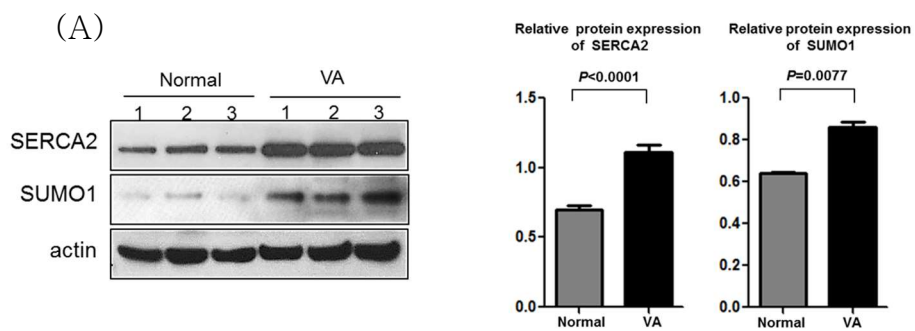 (A)
Normal VA
1 2 3 1 2 3
SERCA2
SUMO1
actin
Relative protein expression
of SERCA2
P<0.0001
1.5
1.0
0.5
0.0
Normal VA
Relative protein expression
of SUMO1
P=0.0077
1.0
0.8
0.6
0.4
0.2
0.0
Normal VA